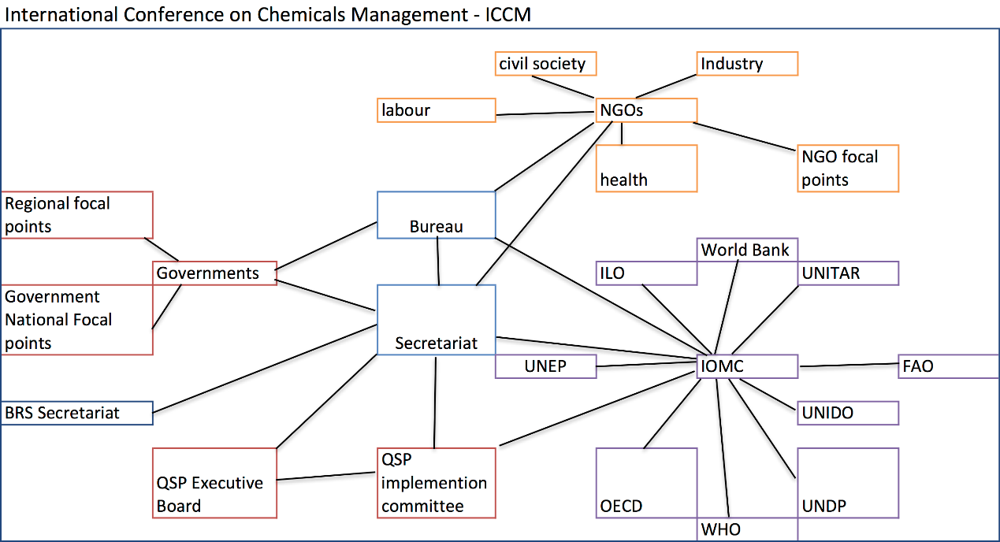 International Conference on Chemicals Management - ICCM
civil society
Industry
labour
NGOs
NGO focal
points
health
Regional focal
points
Bureau
World Bank
Governments
ILO
UNITAR
Government
National Focal
points
Secretariat
UNEP
IOMC
FAO
BRS Secretariat
UNIDO
QSP Executive
Board
QSP
implemention
committee
OECD
UNDP
WHO